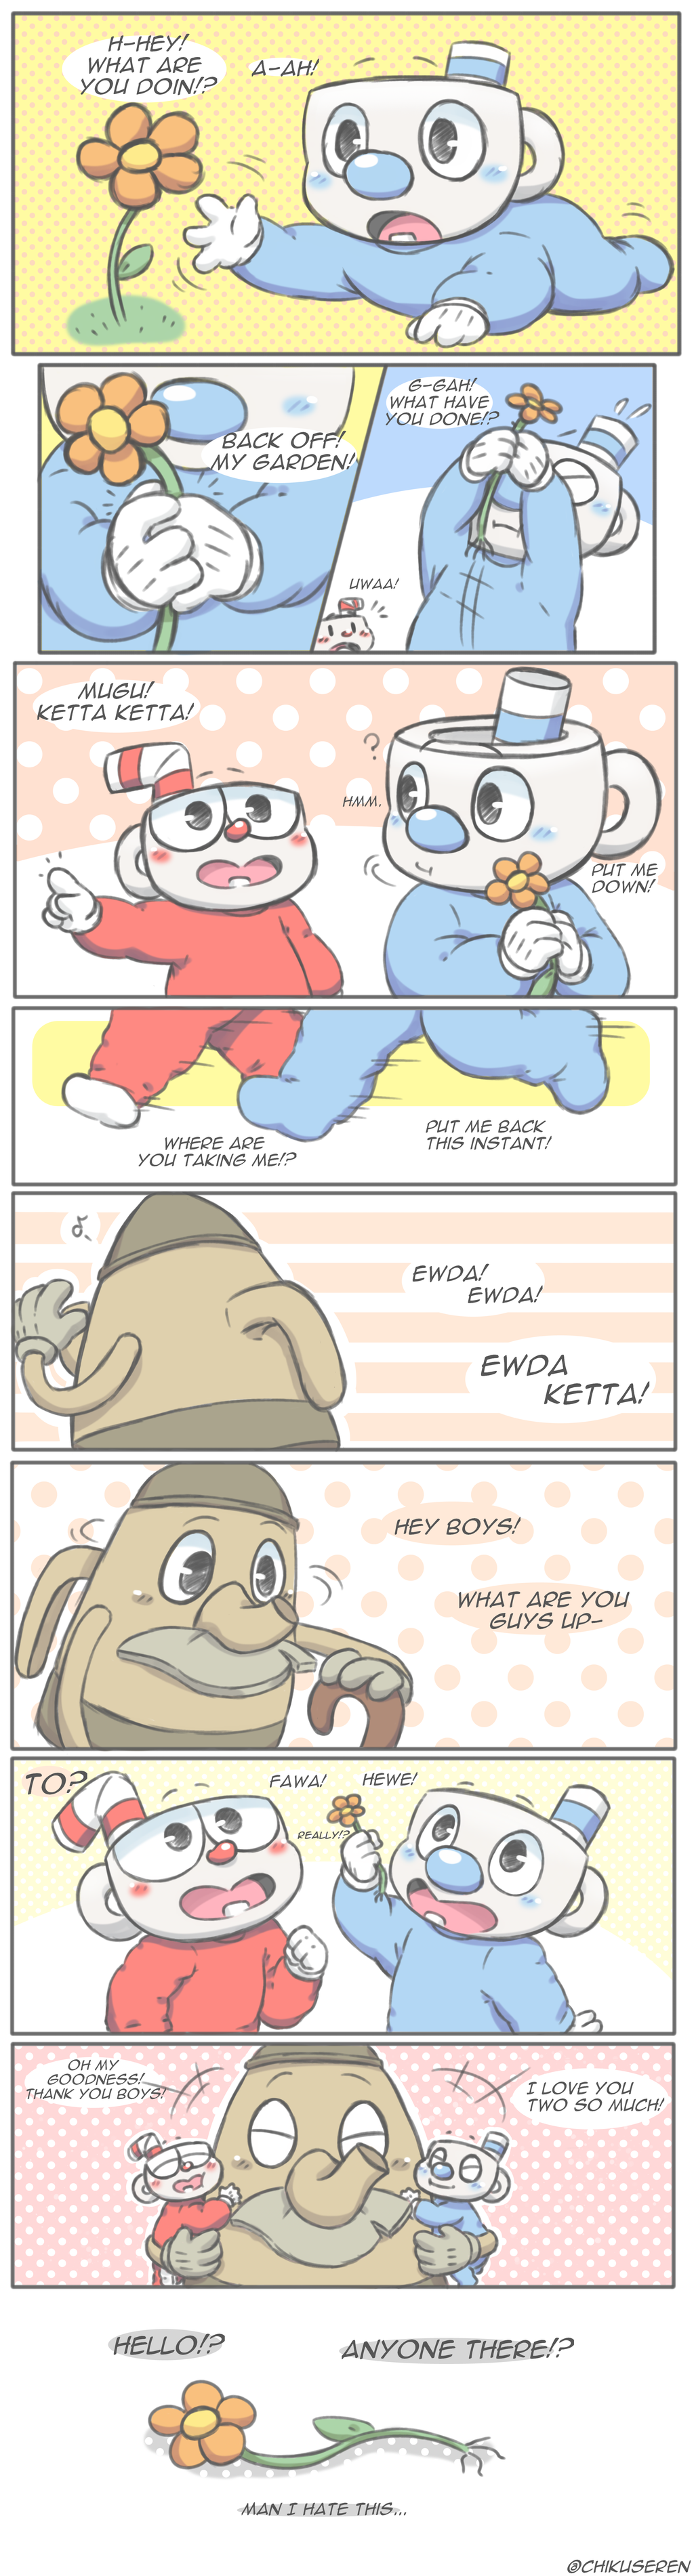 H-HEY!
WHAT ARE
YOU DOIN!?
A-AH!
BACK OFF!
MY GARDEN!
G-GAH!
WHAT HAVE
YOU DONE!?
UWAA!
MUGU!
KETTA KETTA!
?
HMM.
PUT ME
DOWN!
WHERE ARE
YOU TAKING ME!?
PUT ME BACK
THIS INSTANT!
EWDA!
EWDA!
EWDA
KETTA!
HEY BOYS!
WHAT ARE YOU
GUYS UP-
TO?
FAWA!
HEWE!
REALLY!?
OH MY
GOODNESS!
THANK YOU BOYS!
I LOVE YOU
TWO SO MUCH!
HELLO!?
ANYONE THERE!?
MAN I HATE THIS...
@CHIKUSEREN